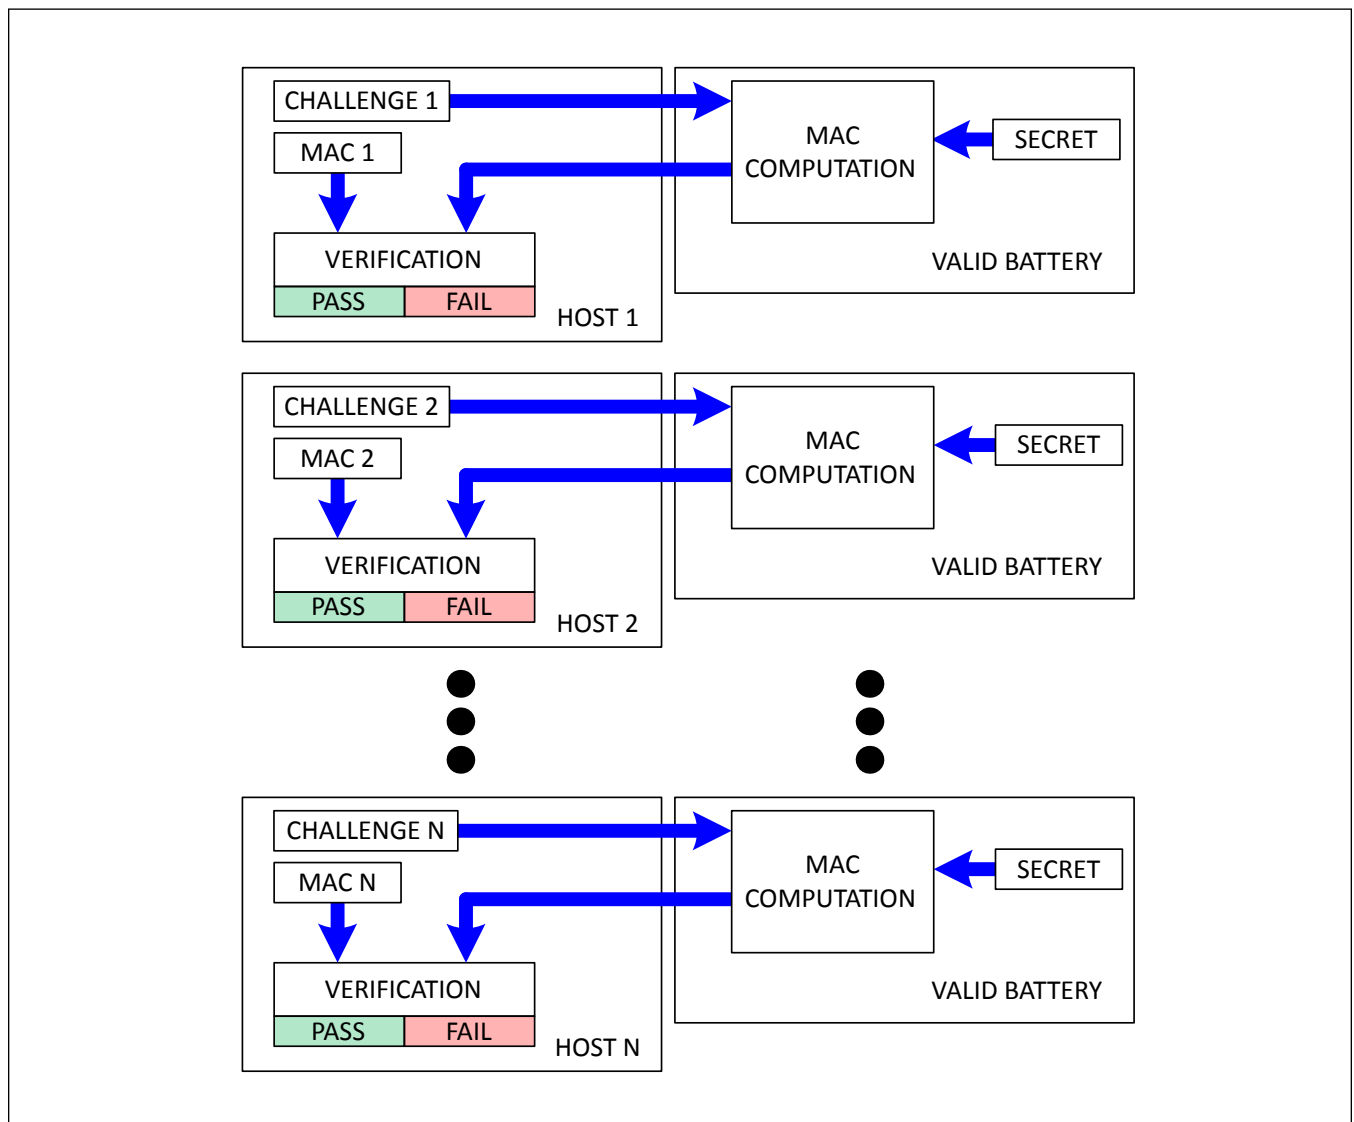 CHALLENGE 1
MAC 1
VERIFICATION
PASS FAIL
HOST 1
MAC
COMPUTATION
SECRET
VALID BATTERY
CHALLENGE 2
MAC 2
VERIFICATION
PASS FAIL
HOST 2
MAC
COMPUTATION
SECRET
VALID BATTERY
CHALLENGE N
MAC N
VERIFICATION
PASS FAIL
HOST N
MAC
COMPUTATION
SECRET
VALID BATTERY